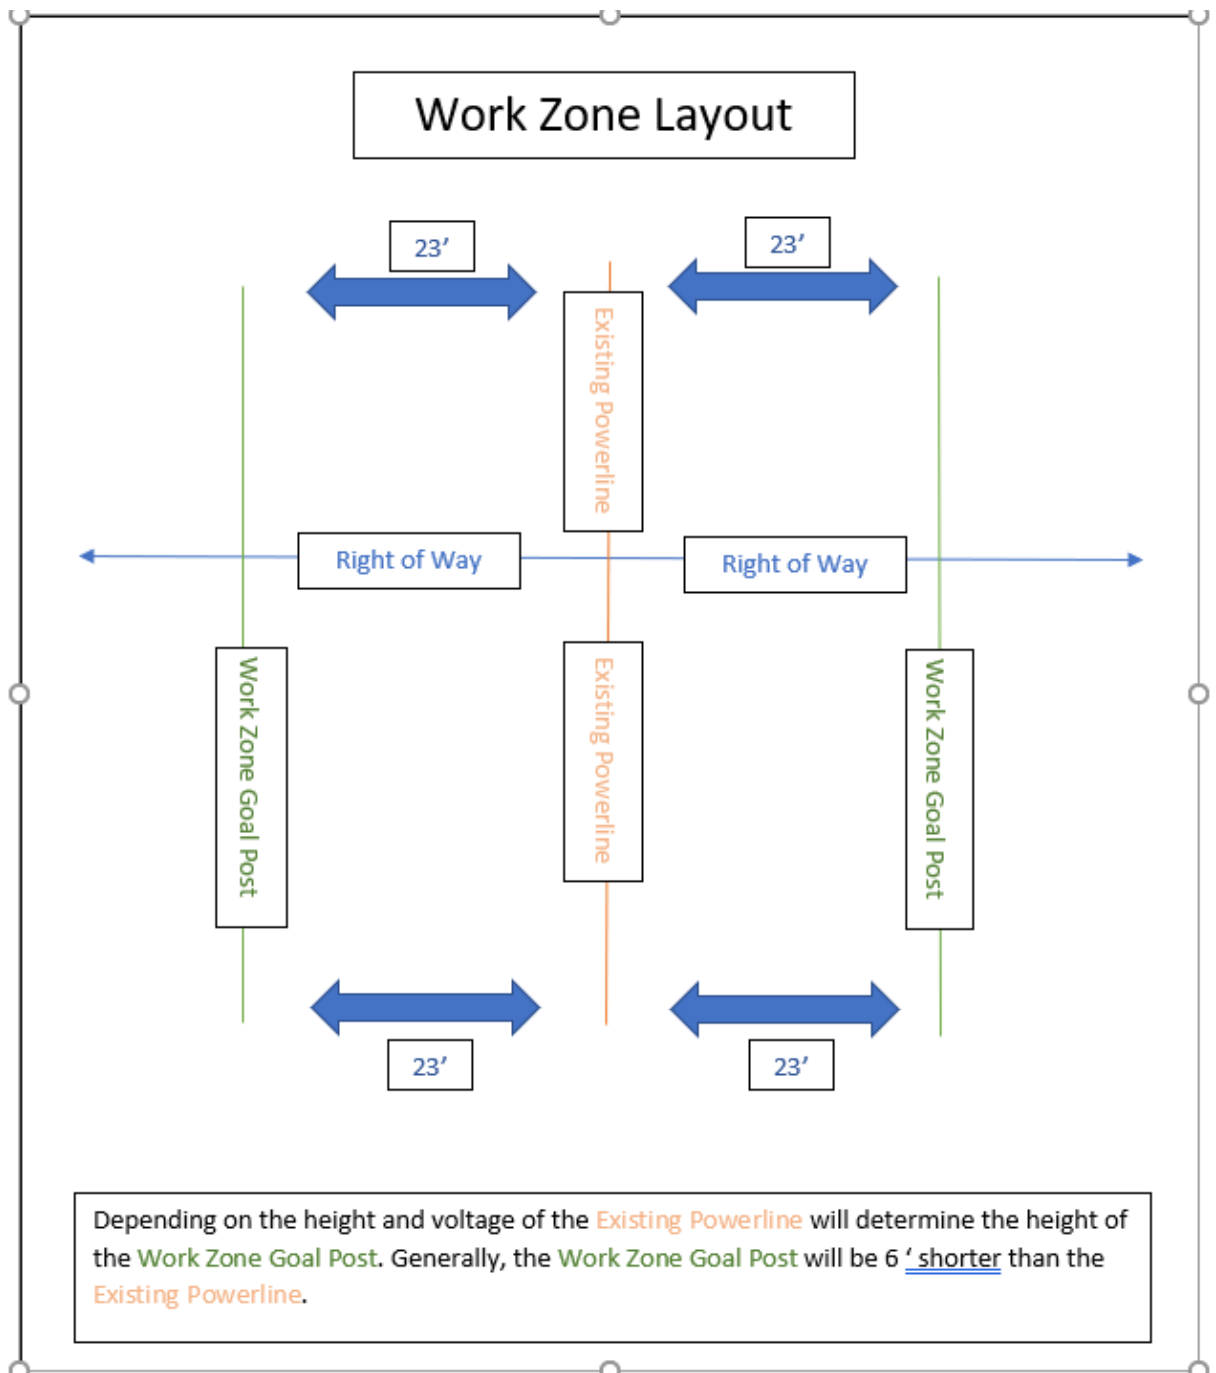 Work Zone Layout
23’
23’
Existing Powerline
Right of Way
Right of Way
Work Zone Goal Post
Existing Powerline
Work Zone Goal Post
23’
23’
Depending on the height and voltage of the Existing Powerline will determine the height of
the Work Zone Goal Post. Generally, the Work Zone Goal Post will be 6 ‘ shorter than the
Existing Powerline.